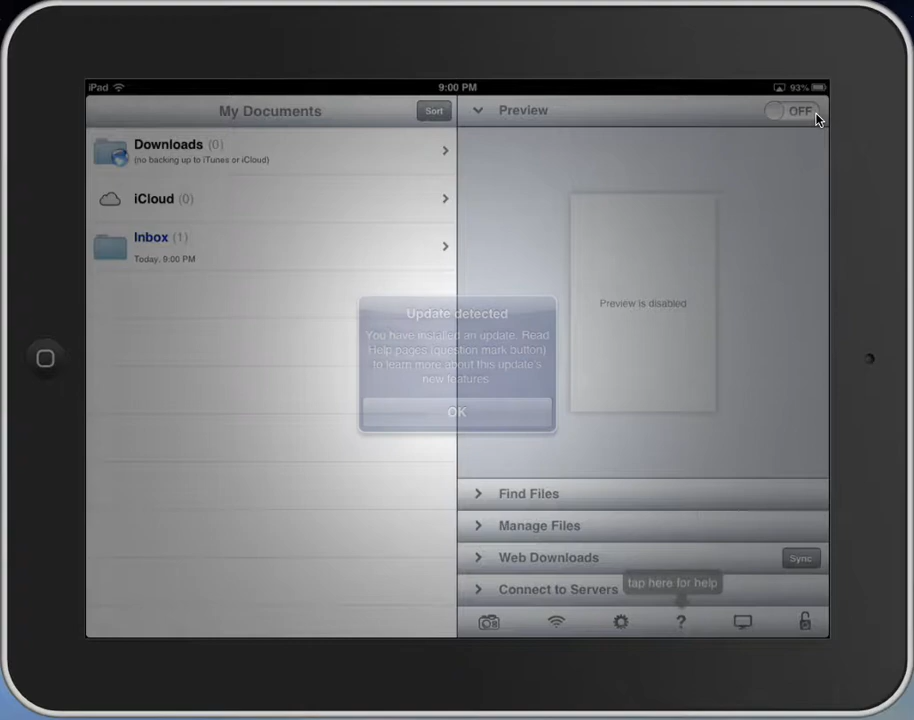 iPad 9:00 PM 93%
My Documents Sort
Preview OFF
Downloads (0)
(no backing up to iTunes or iCloud)
iCloud (0)
Inbox (1)
Today, 9:00 PM
Preview is disabled
Update detected
You have installed an update. Read
Help pages (question mark button)
to learn more about this update's
new features
OK
Find Files
Manage Files
Web Downloads Sync
Connect to Servers
tap here for help
?